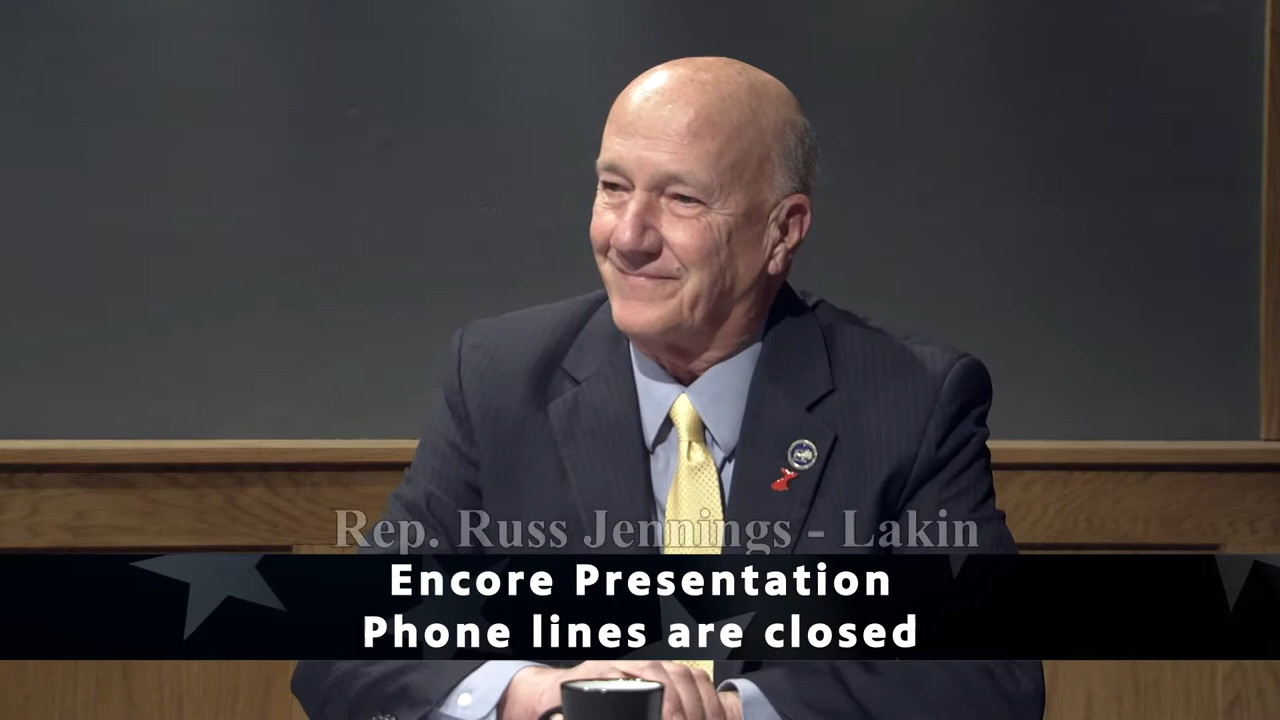 Rep. Russ Jennings - Lakin
Encore Presentation
Phone lines are closed